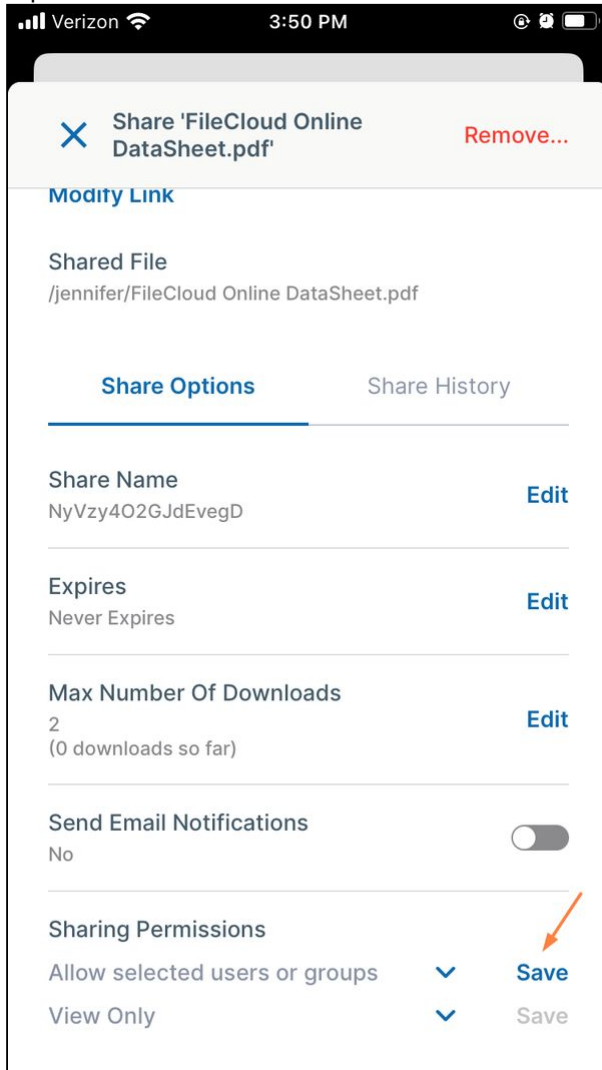 Verizon 3:50 PM
Share 'FileCloud Online
DataSheet.pdf'
Remove...
Modify Link
Shared File
/jennifer/FileCloud Online DataSheet.pdf
Share Options Share History
Share Name
NyVzy4O2GJdEvegD
Edit
Expires
Never Expires
Edit
Max Number Of Downloads
2
(0 downloads so far)
Edit
Send Email Notifications
No
Sharing Permissions
Allow selected users or groups Save
View Only Save